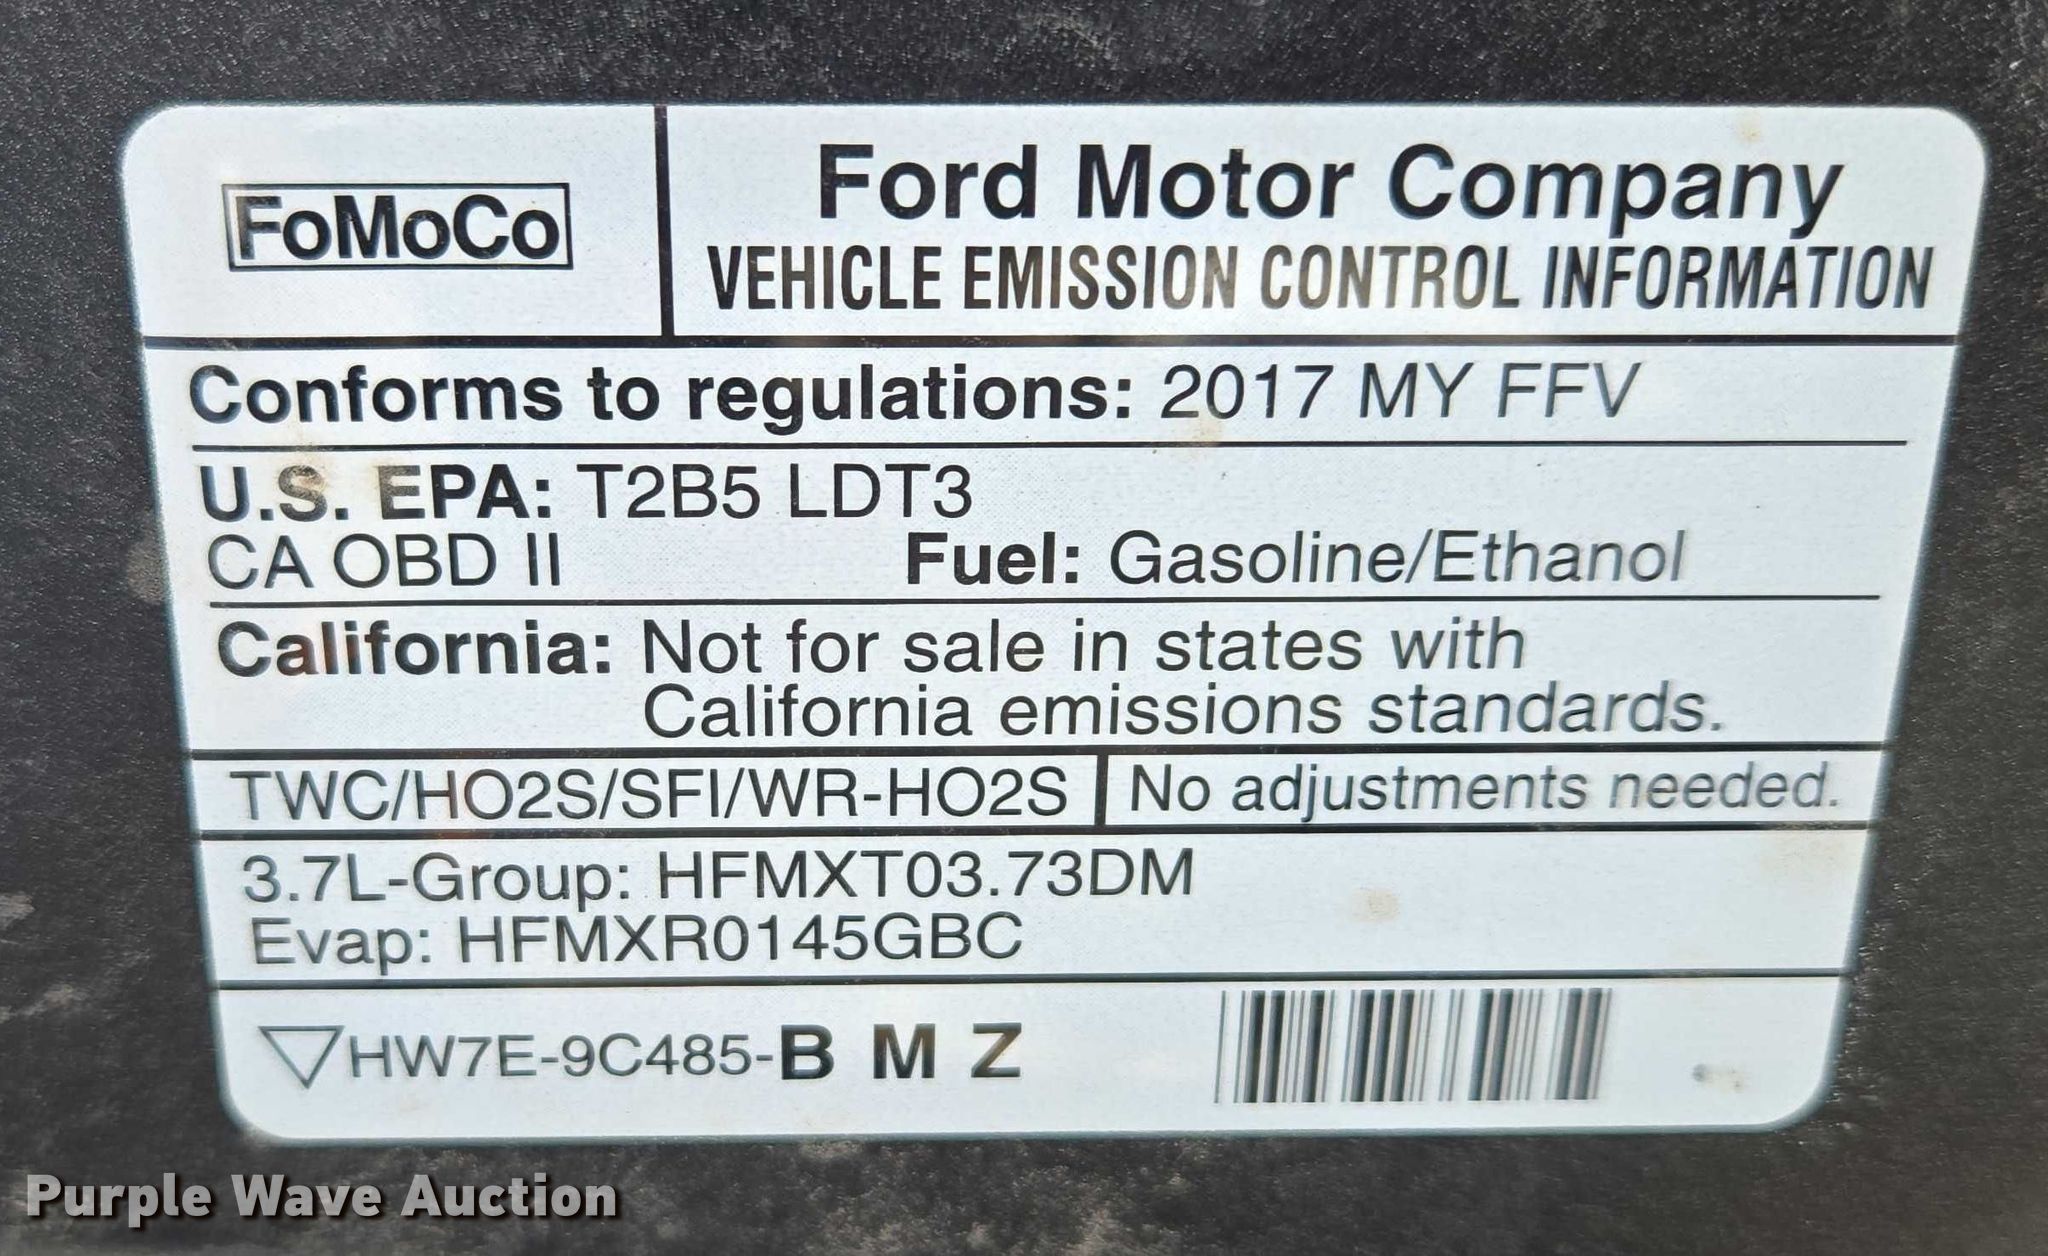 FoMoCo
Ford Motor Company
VEHICLE EMISSION CONTROL INFORMATION
Conforms to regulations: 2017 MY FFV
U.S. EPA: T2B5 LDT3
CA OBD II Fuel: Gasoline/Ethanol
California: Not for sale in states with
California emissions standards.
TWC/HO2S/SFI/WR-HO2S No adjustments needed.
3.7L-Group: HFMXT03.73DM
Evap: HFMXR0145GBC
HW7E-9C485-B M Z
Purple Wave Auction